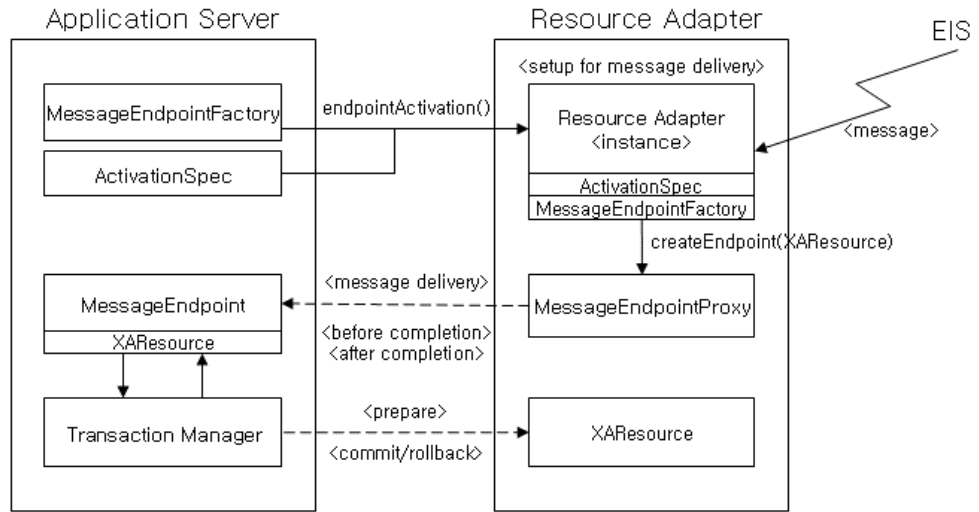 Application Server
Resource Adapter
EIS
<setup for message delivery>
MessageEndpointFactory
endpointActivation()
Resource Adapter
<instance>
<message>
ActivationSpec
ActivationSpec
MessageEndpointFactory
createEndpoint(XAResource)
<message delivery>
MessageEndpoint
MessageEndpointProxy
<before completion>
XAResource
<after completion>
<prepare>
Transaction Manager
XAResource
<commit/rollback>